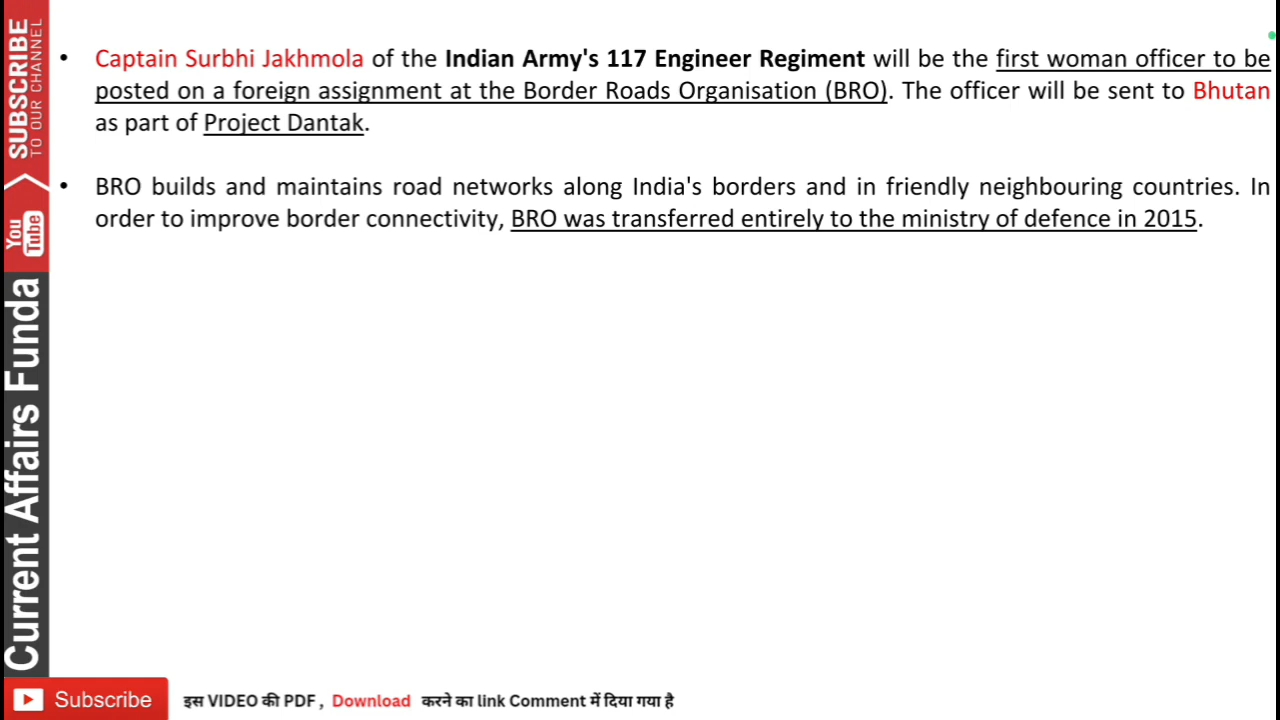 • Captain Surbhi Jakhmola of the Indian Army's 117 Engineer Regiment will be the first woman officer to be
posted on a foreign assignment at the Border Roads Organisation (BRO). The officer will be sent to Bhutan
as part of Project Dantak.
• BRO builds and maintains road networks along India's borders and in friendly neighbouring countries. In
order to improve border connectivity, BRO was transferred entirely to the ministry of defence in 2015.
SUBSCRIBE
TO OUR CHANNEL
You
Tube
Current Affairs Funda
Subscribe
इस VIDEO की PDF , Download करने का link Comment में दिया गया है